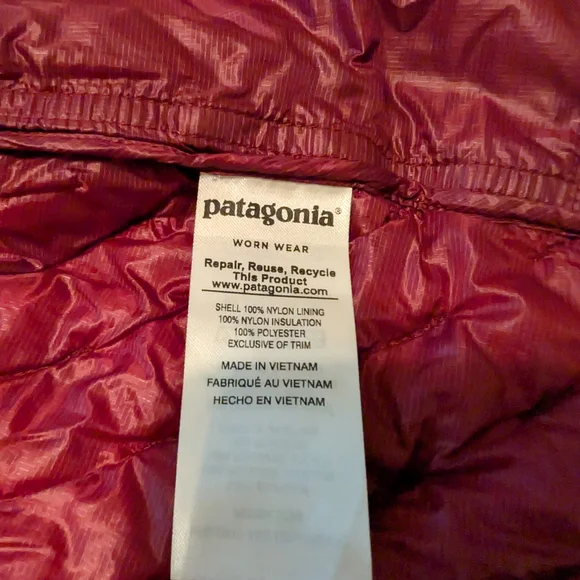 patagonia®
WORN WEAR
Repair, Reuse, Recycle
This Product
www.patagonia.com
SHELL 100% NYLON LINING
100% NYLON INSULATION
100% POLYESTER
EXCLUSIVE OF TRIM
MADE IN VIETNAM
FABRIQUÉ AU VIETNAM
HECHO EN VIETNAM